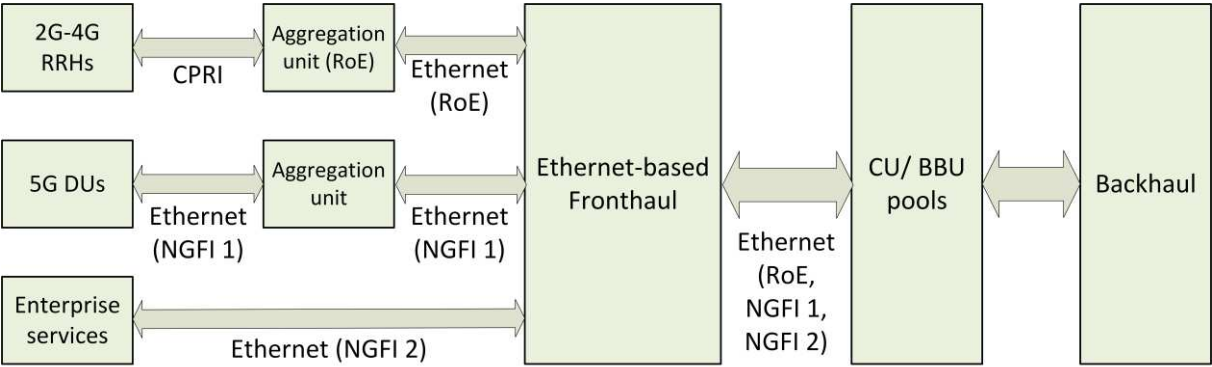 2G-4G
RRHs
CPRI
Aggregation
unit (RoE)
Ethernet
(RoE)
5G DUs
Ethernet
(NGFI 1)
Aggregation
unit
Ethernet
(NGFI 1)
Enterprise
services
Ethernet (NGFI 2)
Ethernet-based
Fronthaul
Ethernet
(RoE,
NGFI 1,
NGFI 2)
CU/ BBU
pools
Backhaul